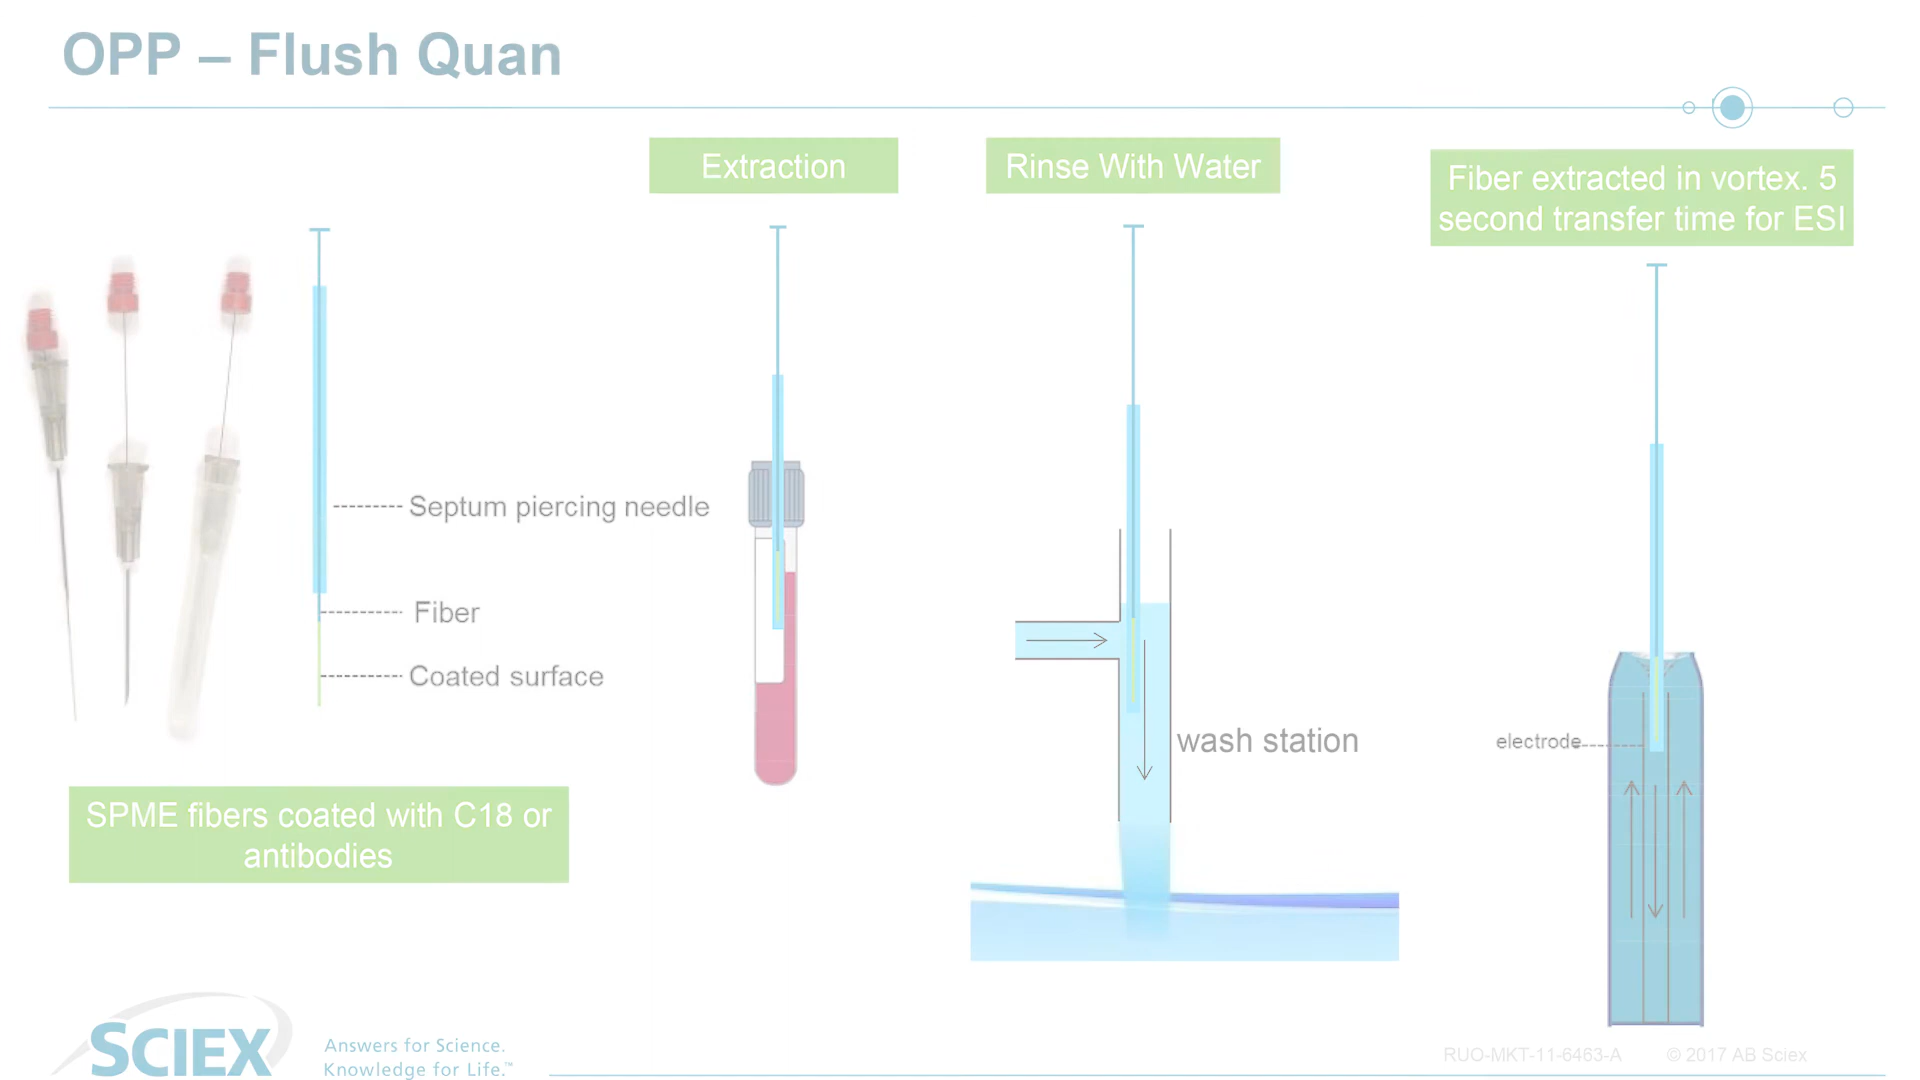 OPP – Flush Quan
Extraction
Rinse With Water
Fiber extracted in vortex. 5
second transfer time for ESI
Septum piercing needle
Fiber
Coated surface
wash station
electrode
SPME fibers coated with C18 or
antibodies
SCIEX
Answers for Science.
Knowledge for Life.™
RUO-MKT-11-6463-A
© 2017 AB Sciex